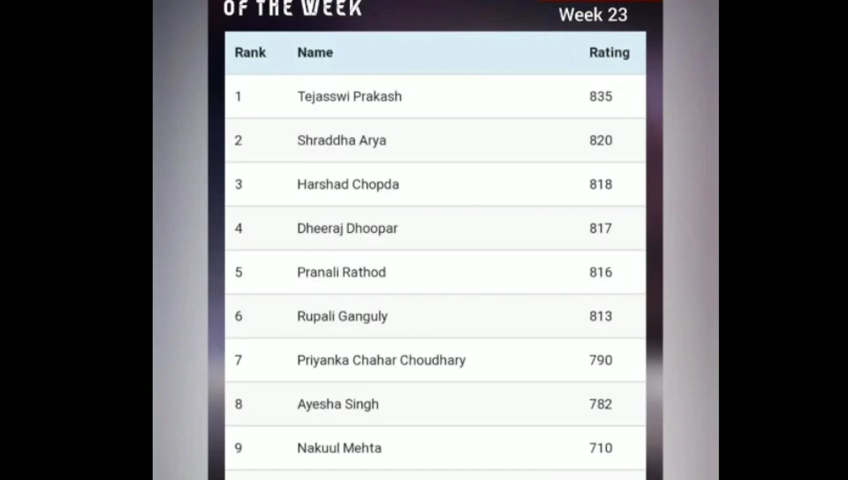 OF THE WEEK
Week 23
Rank Name Rating
1 Tejasswi Prakash 835
2 Shraddha Arya 820
3 Harshad Chopda 818
4 Dheeraj Dhoopar 817
5 Pranali Rathod 816
6 Rupali Ganguly 813
7 Priyanka Chahar Choudhary 790
8 Ayesha Singh 782
9 Nakuul Mehta 710